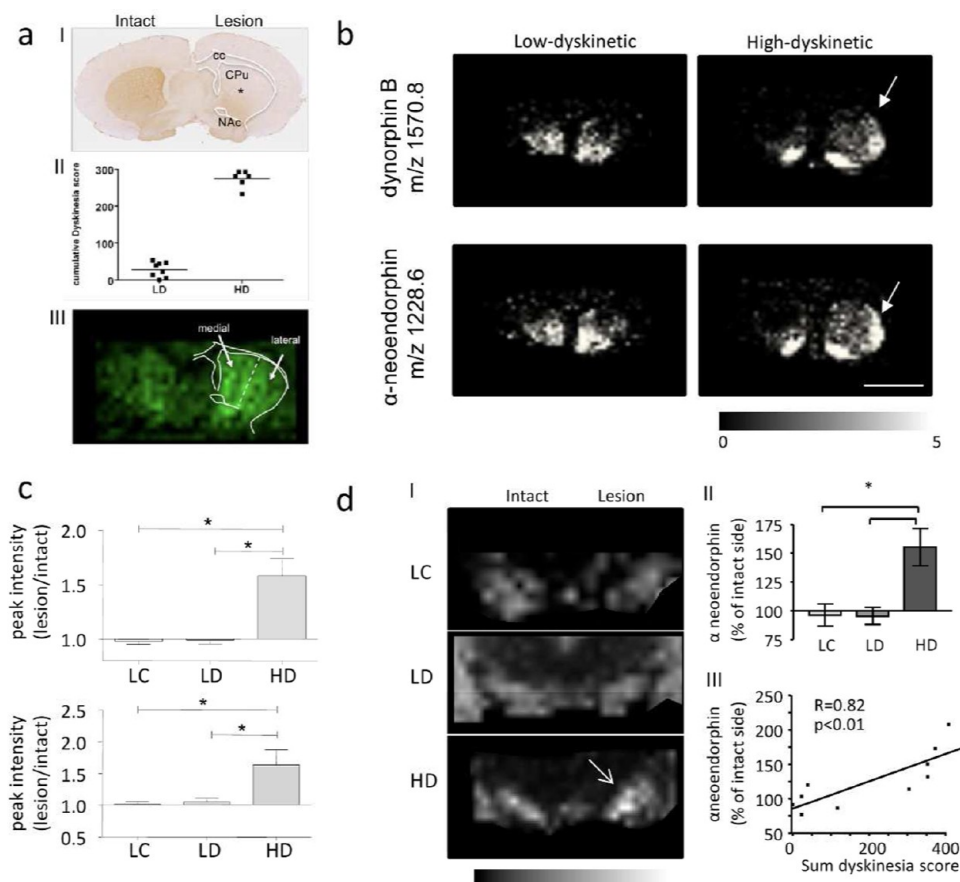 a
Intact Lesion
I
cc
CPu
*
NAc
II
cumulative Dyskinesia score
300
200
100
0
LD HD
III
medial
lateral
b
Low-dyskinetic High-dyskinetic
dynorphin B
m/z 1570.8
α-neoendorphin
m/z 1228.6
0 5
c
peak intensity
(lesion/intact)
2.0
1.5
1.0
*
*
LC LD HD
peak intensity
(lesion/intact)
2.5
2.0
1.5
1.0
0.5
*
*
LC LD HD
d
I
Intact Lesion
LC
LD
HD
II
*
α neoendorphin
(% of intact side)
175
150
125
100
75
LC LD HD
III
αneoendorphin
(% of intact side)
250
200
150
100
50
R=0.82
p<0.01
0 200 400
Sum dyskinesia score